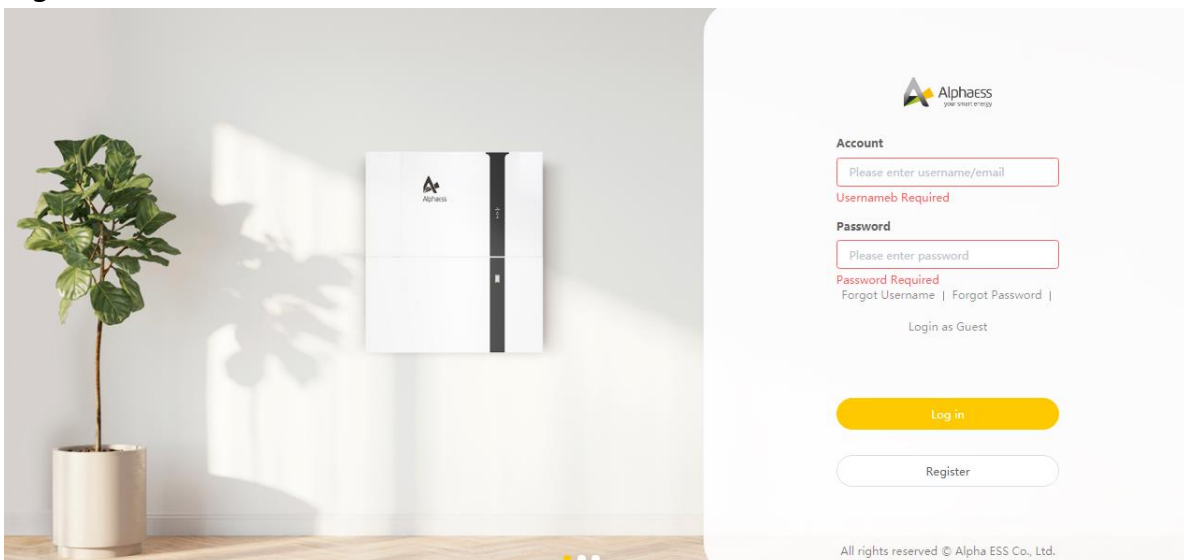 Alphaess
Alphaess
your smart energy
Account
Please enter username/email
Usernameb Required
Password
Please enter password
Password Required
Forgot Username | Forgot Password |
Login as Guest
Log in
Register
All rights reserved © Alpha ESS Co., Ltd.